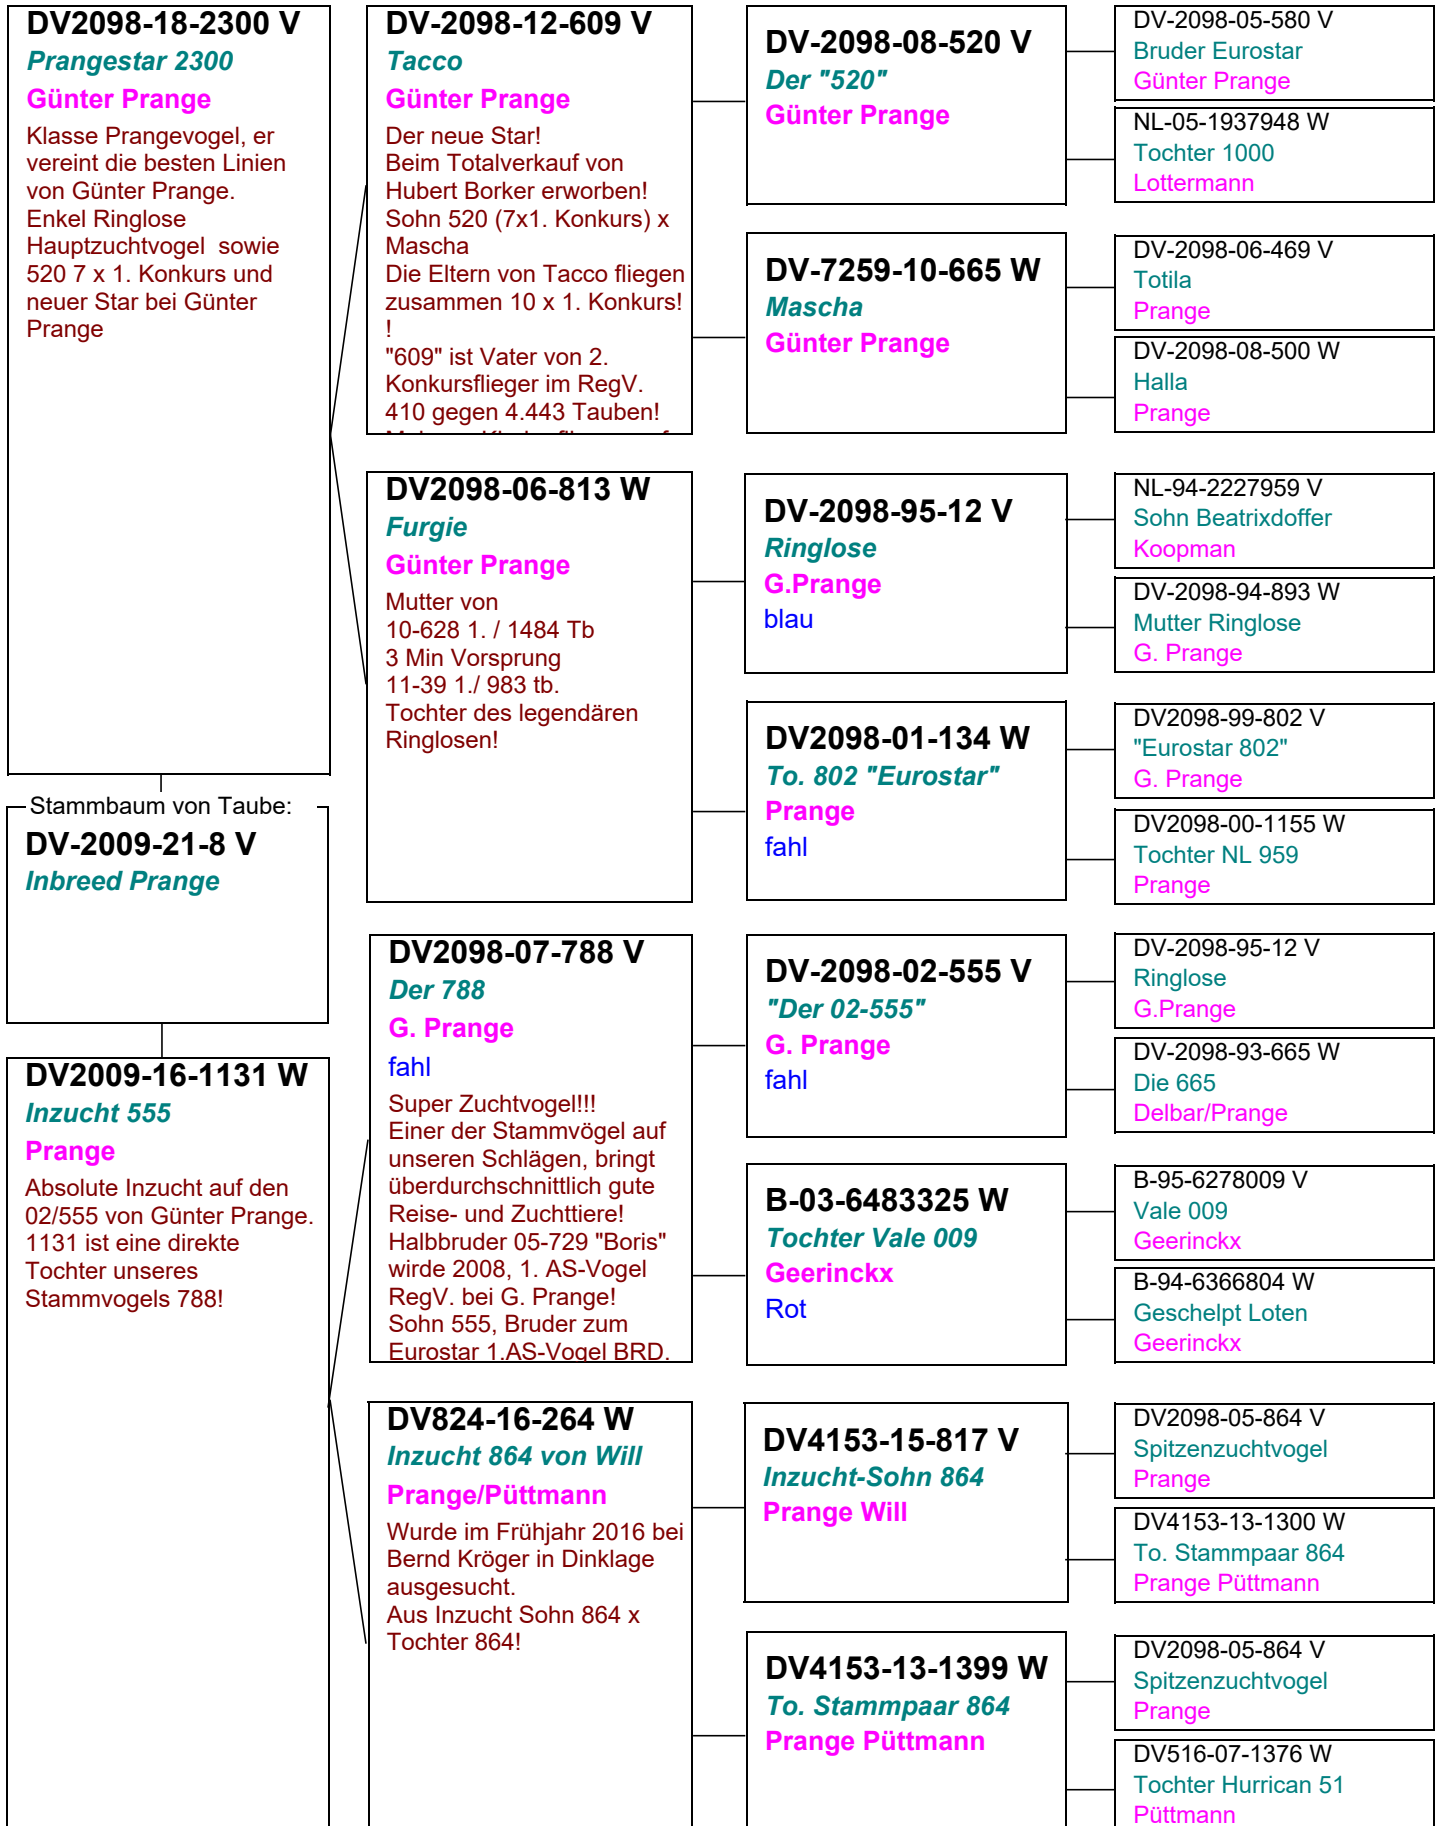 DV2098-18-2300 V
Prangestar 2300
Günter Prange
Klasse Prangevogel, er
vereint die besten Linien
von Günter Prange.
Enkel Ringlose
Hauptzuchtvogel  sowie
520 7 x 1. Konkurs und
neuer Star bei Günter
Prange
Stammbaum von Taube:
DV-2009-21-8 V
Inbreed Prange
DV2009-16-1131 W
Inzucht 555
Prange
Absolute Inzucht auf den
02/555 von Günter Prange.
1131 ist eine direkte
Tochter unseres
Stammvogels 788!
DV-2098-12-609 V
Tacco
Günter Prange
Der neue Star!
Beim Totalverkauf von
Hubert Borker erworben!
Sohn 520 (7x1. Konkurs) x
Mascha
Die Eltern von Tacco fliegen
zusammen 10 x 1. Konkurs!
!
"609" ist Vater von 2.
Konkursflieger im RegV.
410 gegen 4.443 Tauben!
DV2098-06-813 W
Furgie
Günter Prange
Mutter von
10-628 1. / 1484 Tb
3 Min Vorsprung
11-39 1./ 983 tb.
Tochter des legendären
Ringlosen!
DV2098-07-788 V
Der 788
G. Prange
fahl
Super Zuchtvogel!!!
Einer der Stammvögel auf
unseren Schlägen, bringt
überdurchschnittlich gute
Reise- und Zuchttiere!
Halbbruder 05-729 "Boris"
wirde 2008, 1. AS-Vogel
RegV. bei G. Prange!
Sohn 555, Bruder zum
Eurostar 1.AS-Vogel BRD.
DV824-16-264 W
Inzucht 864 von Will
Prange/Püttmann
Wurde im Frühjahr 2016 bei
Bernd Kröger in Dinklage
ausgesucht.
Aus Inzucht Sohn 864 x
Tochter 864!
DV-2098-08-520 V
Der "520"
Günter Prange
DV-7259-10-665 W
Mascha
Günter Prange
DV-2098-95-12 V
Ringlose
G.Prange
blau
DV2098-01-134 W
To. 802 "Eurostar"
Prange
fahl
DV-2098-02-555 V
"Der 02-555"
G. Prange
fahl
B-03-6483325 W
Tochter Vale 009
Geerinckx
Rot
DV4153-15-817 V
Inzucht-Sohn 864
Prange Will
DV4153-13-1399 W
To. Stammpaar 864
Prange Püttmann
DV-2098-05-580 V
Bruder Eurostar
Günter Prange
NL-05-1937948 W
Tochter 1000
Lottermann
DV-2098-06-469 V
Totila
Prange
DV-2098-08-500 W
Halla
Prange
NL-94-2227959 V
Sohn Beatrixdoffer
Koopman
DV-2098-94-893 W
Mutter Ringlose
G. Prange
DV2098-99-802 V
"Eurostar 802"
G. Prange
DV2098-00-1155 W
Tochter NL 959
Prange
DV-2098-95-12 V
Ringlose
G.Prange
DV-2098-93-665 W
Die 665
Delbar/Prange
B-95-6278009 V
Vale 009
Geerinckx
B-94-6366804 W
Geschelpt Loten
Geerinckx
DV2098-05-864 V
Spitzenzuchtvogel
Prange
DV4153-13-1300 W
To. Stammpaar 864
Prange Püttmann
DV2098-05-864 V
Spitzenzuchtvogel
Prange
DV516-07-1376 W
Tochter Hurrican 51
Püttmann